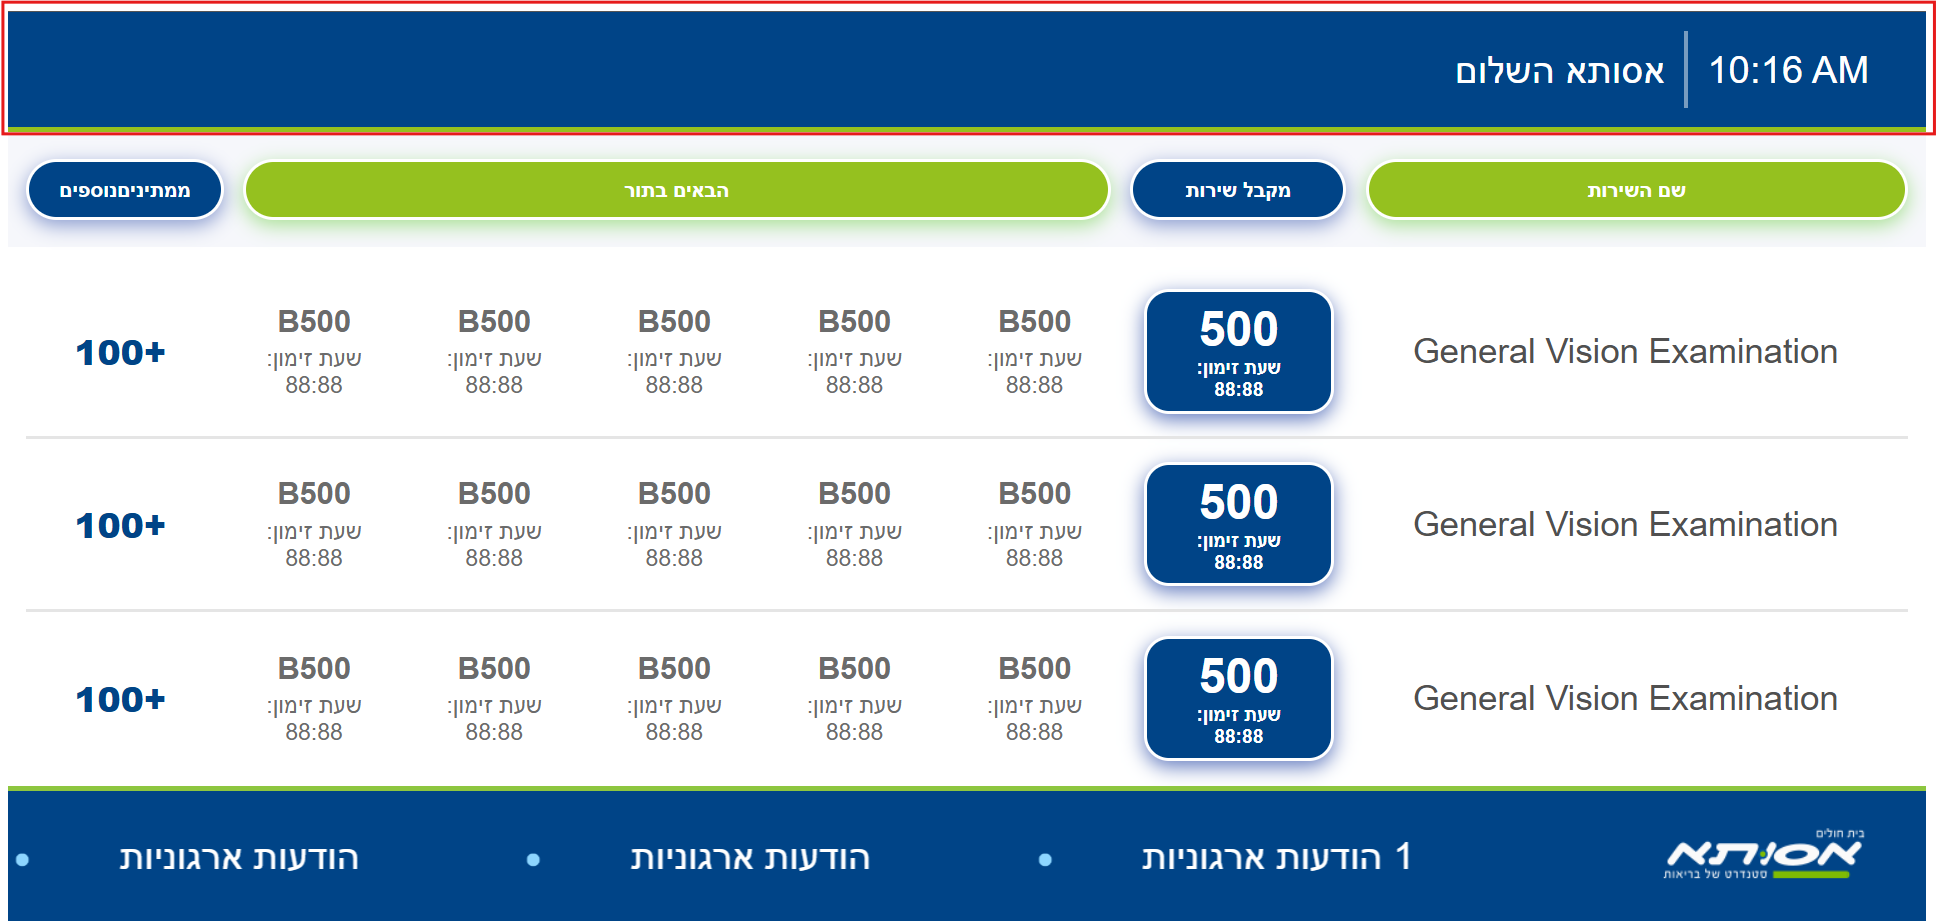 10:16 AM
אסותא השלום
שם השירות
מקבל שירות
הבאים בתור
ממתיניםנוספים
General Vision Examination
500
שעת זימון:
88:88
B500
שעת זימון:
88:88
B500
שעת זימון:
88:88
B500
שעת זימון:
88:88
B500
שעת זימון:
88:88
B500
שעת זימון:
88:88
100+
General Vision Examination
500
שעת זימון:
88:88
B500
שעת זימון:
88:88
B500
שעת זימון:
88:88
B500
שעת זימון:
88:88
B500
שעת זימון:
88:88
B500
שעת זימון:
88:88
100+
General Vision Examination
500
שעת זימון:
88:88
B500
שעת זימון:
88:88
B500
שעת זימון:
88:88
B500
שעת זימון:
88:88
B500
שעת זימון:
88:88
B500
שעת זימון:
88:88
100+
בית חולים
אסותא
סטנדרט של בריאות
1 הודעות ארגוניות
הודעות ארגוניות
הודעות ארגוניות